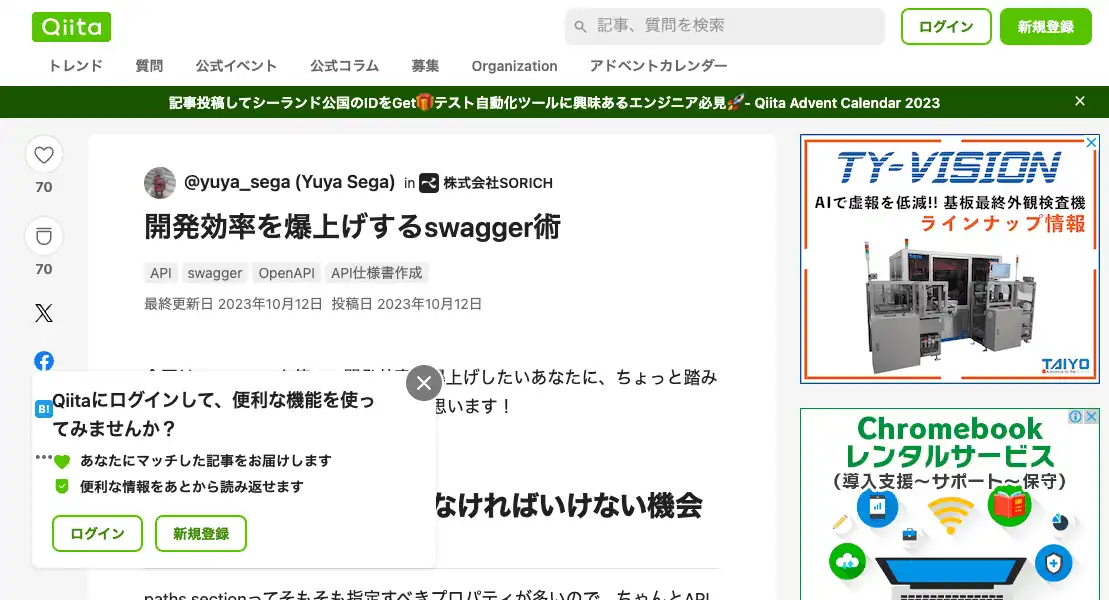 Qiita
記事、質問を検索
ログイン
新規登録
トレンド 質問 公式イベント 公式コラム 募集 Organization アドベントカレンダー
記事投稿してシーランド公国のIDをGet🎁テスト自動化ツールに興味あるエンジニア必見🚀- Qiita Advent Calendar 2023
70
70
@yuya_sega (Yuya Sega) in 株式会社SORICH
開発効率を爆上げするswagger術
API swagger OpenAPI API仕様書作成
最終更新日 2023年10月12日 投稿日 2023年10月12日
爆上げしたいあなたに、ちょっと踏み
思います！
なければいけない機会
paths sectionってそもそも指定すべきプロパティが多いので、ちゃんとAPI
B!
Qiitaにログインして、便利な機能を使っ
てみませんか？
あなたにマッチした記事をお届けします
便利な情報をあとから読み返せます
ログイン 新規登録
TY-VISION
AIで虚報を低減!! 基板最終外観検査機
ラインナップ情報
TAIYO
Chromebook
レンタルサービス
（導入支援〜サポート〜保守）